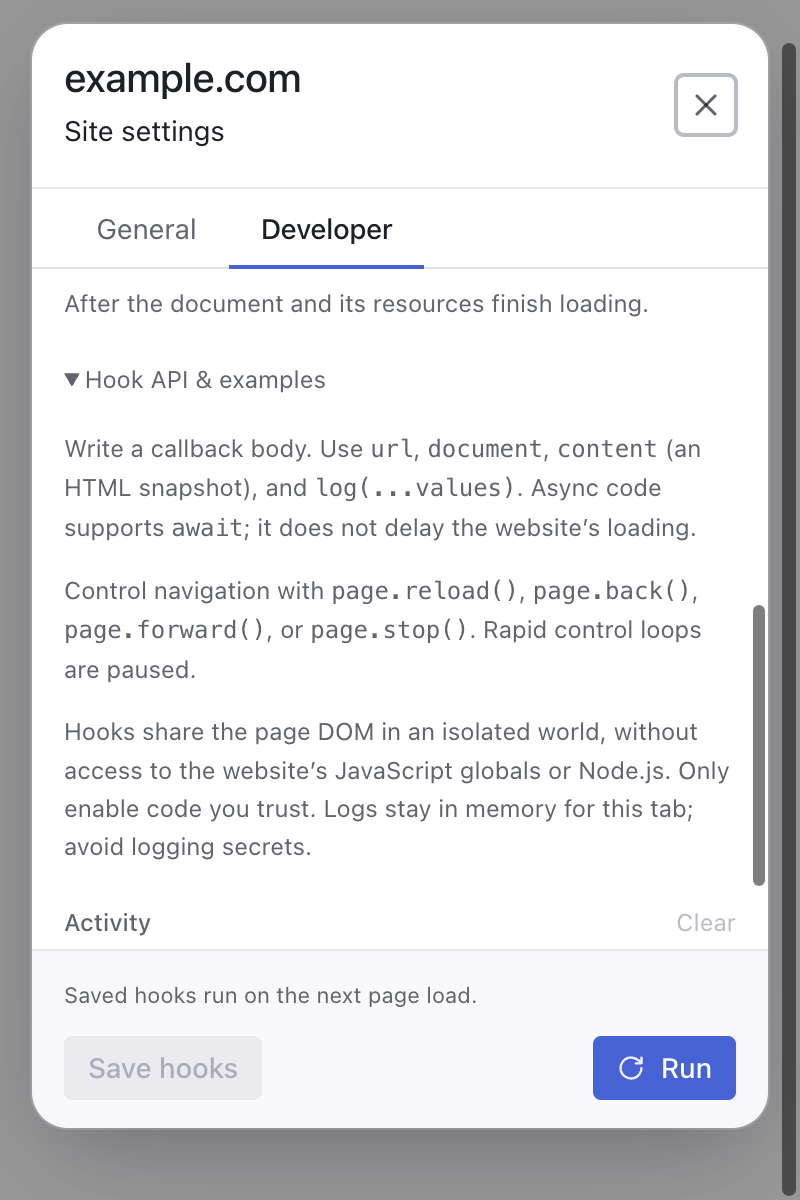 example.com
Site settings
General
Developer
After the document and its resources finish loading.
▼ Hook API & examples
Write a callback body. Use url, document, content (an
HTML snapshot), and log(...values). Async code
supports await; it does not delay the website’s loading.
Control navigation with page.reload(), page.back(),
page.forward(), or page.stop(). Rapid control loops
are paused.
Hooks share the page DOM in an isolated world, without
access to the website’s JavaScript globals or Node.js. Only
enable code you trust. Logs stay in memory for this tab;
avoid logging secrets.
Activity
Clear
Saved hooks run on the next page load.
Save hooks
Run